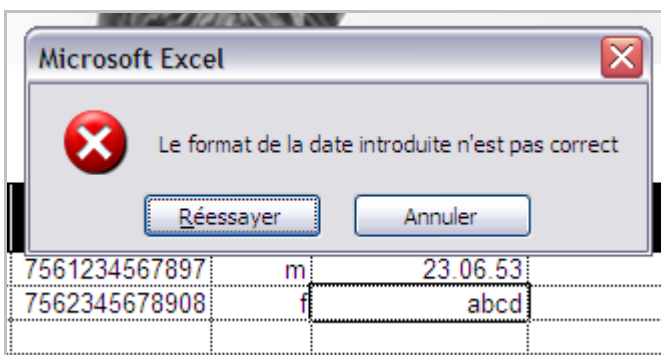 Microsoft Excel
Le format de la date introduite n'est pas correct
Réessayer Annuler
7561234567897 m 23.06.53
7562345678908 f abcd